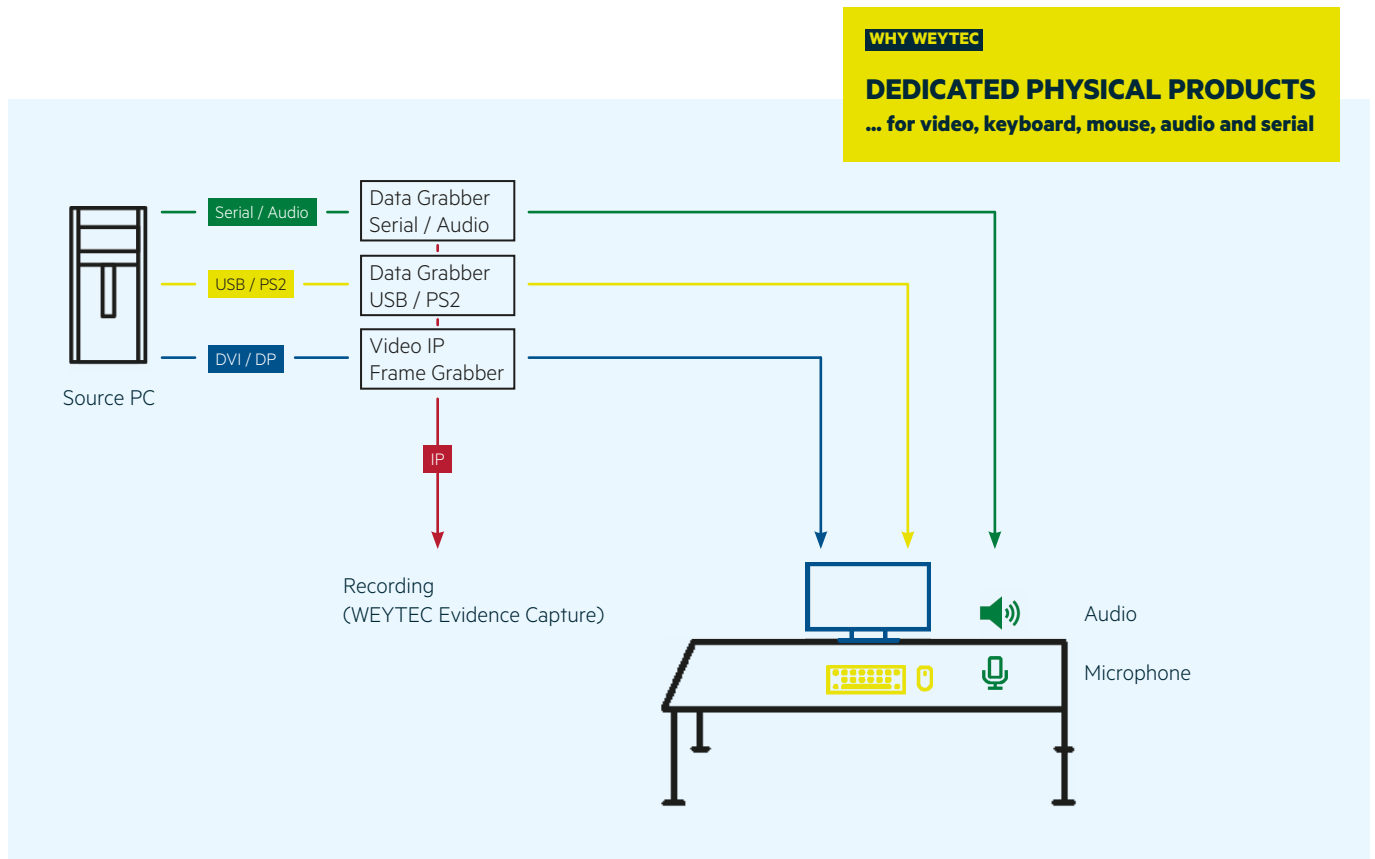 WHY WEYTEC
DEDICATED PHYSICAL PRODUCTS
... for video, keyboard, mouse, audio and serial
Serial / Audio
Data Grabber
Serial / Audio
USB / PS2
Data Grabber
USB / PS2
DVI / DP
Video IP
Frame Grabber
Source PC
IP
Recording
(WEYTEC Evidence Capture)
Audio
Microphone